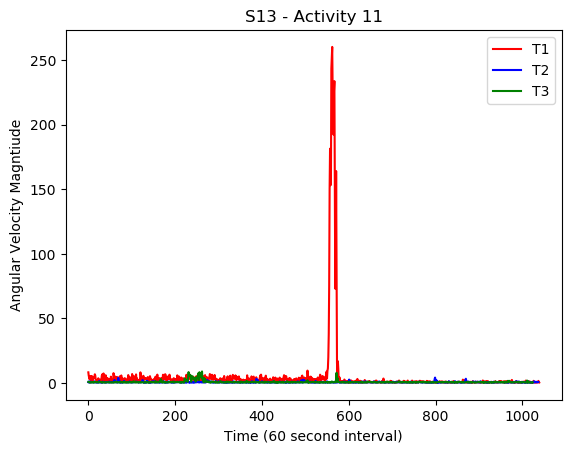 S13 - Activity 11
T1
T2
T3
Angular Velocity Magntiude
250
200
150
100
50
0
0 200 400 600 800 1000
Time (60 second interval)